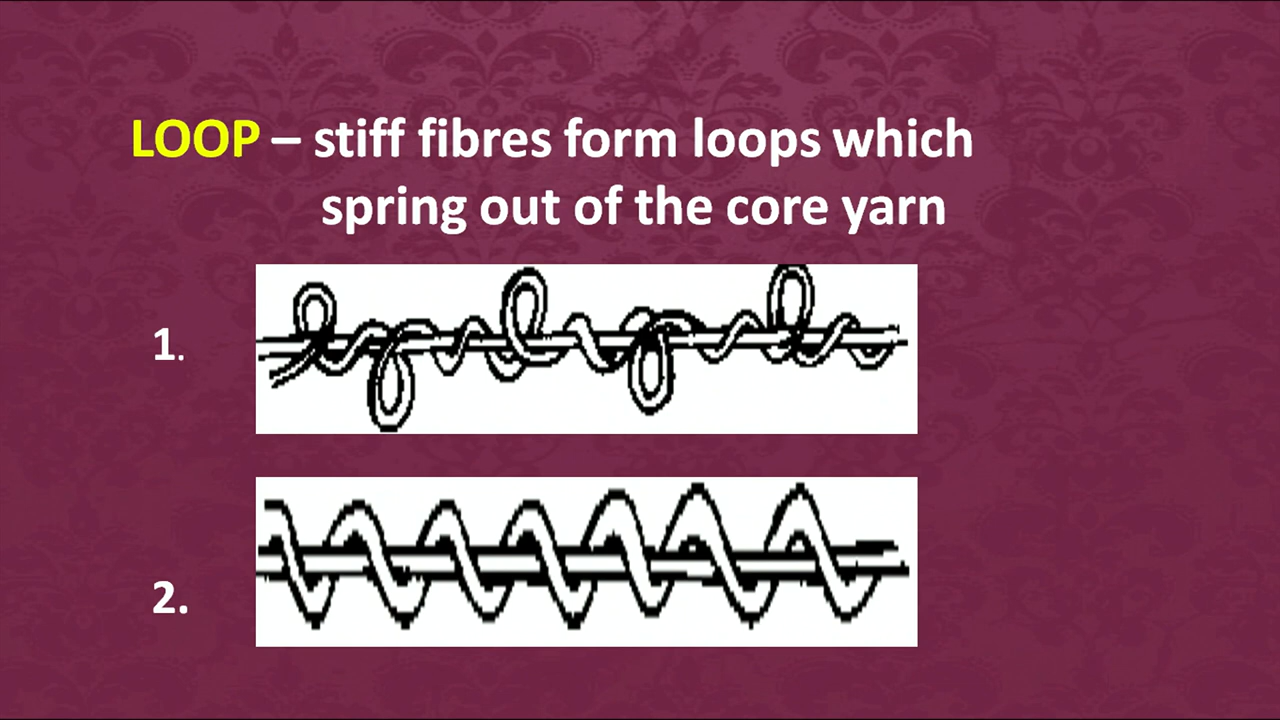 LOOP – stiff fibres form loops which
spring out of the core yarn
1.
2.